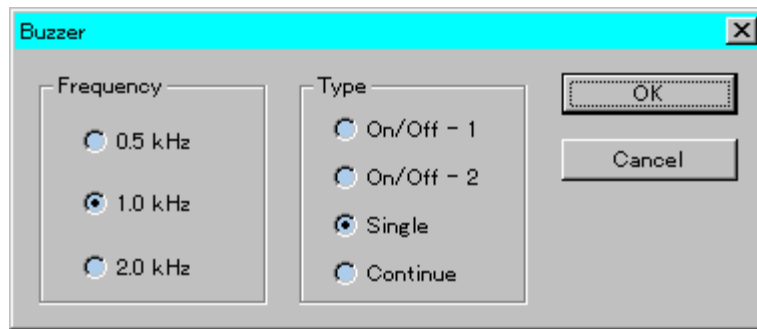 Buzzer
Frequency
0.5 kHz
1.0 kHz
2.0 kHz
Type
On/Off - 1
On/Off - 2
Single
Continue
OK
Cancel